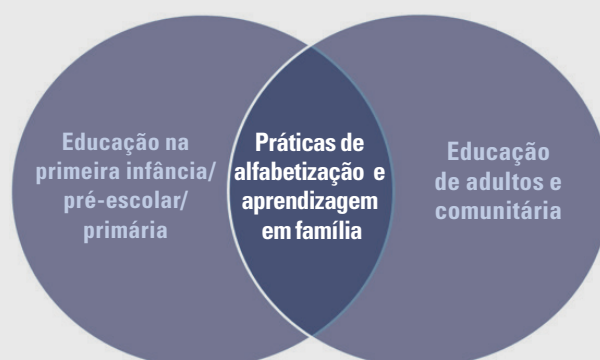 Educação na
primeira infância/
pré-escolar/
primária
Práticas de
alfabetização e
aprendizagem
em família
Educação
de adultos e
comunitária